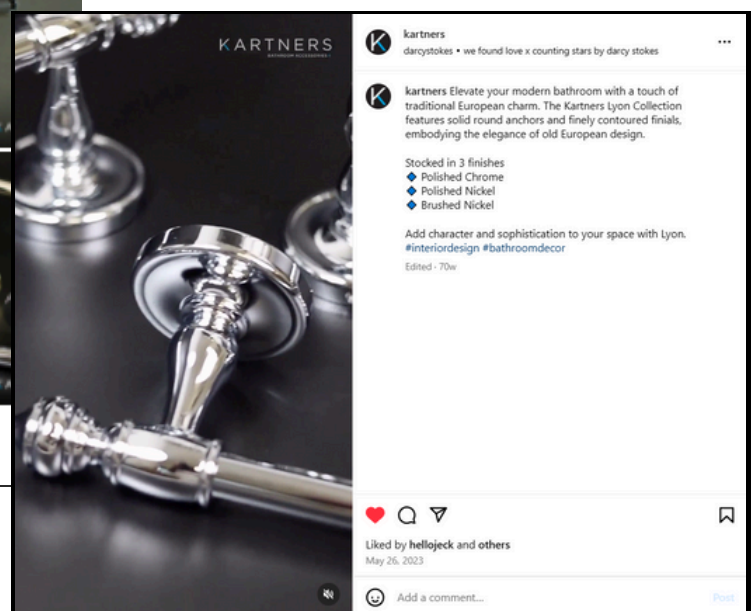 KARTNERS
BATHROOM ACCESSORIES
kartners
darcystokes • we found love x counting stars by darcy stokes
kartners Elevate your modern bathroom with a touch of
traditional European charm. The Kartners Lyon Collection
features solid round anchors and finely contoured finials,
embodying the elegance of old European design.
Stocked in 3 finishes
🔹 Polished Chrome
🔹 Polished Nickel
🔹 Brushed Nickel
Add character and sophistication to your space with Lyon.
#interiordesign #bathroomdecor
Edited · 70w
Liked by hellojeck and others
May 26, 2023
Add a comment...
Post